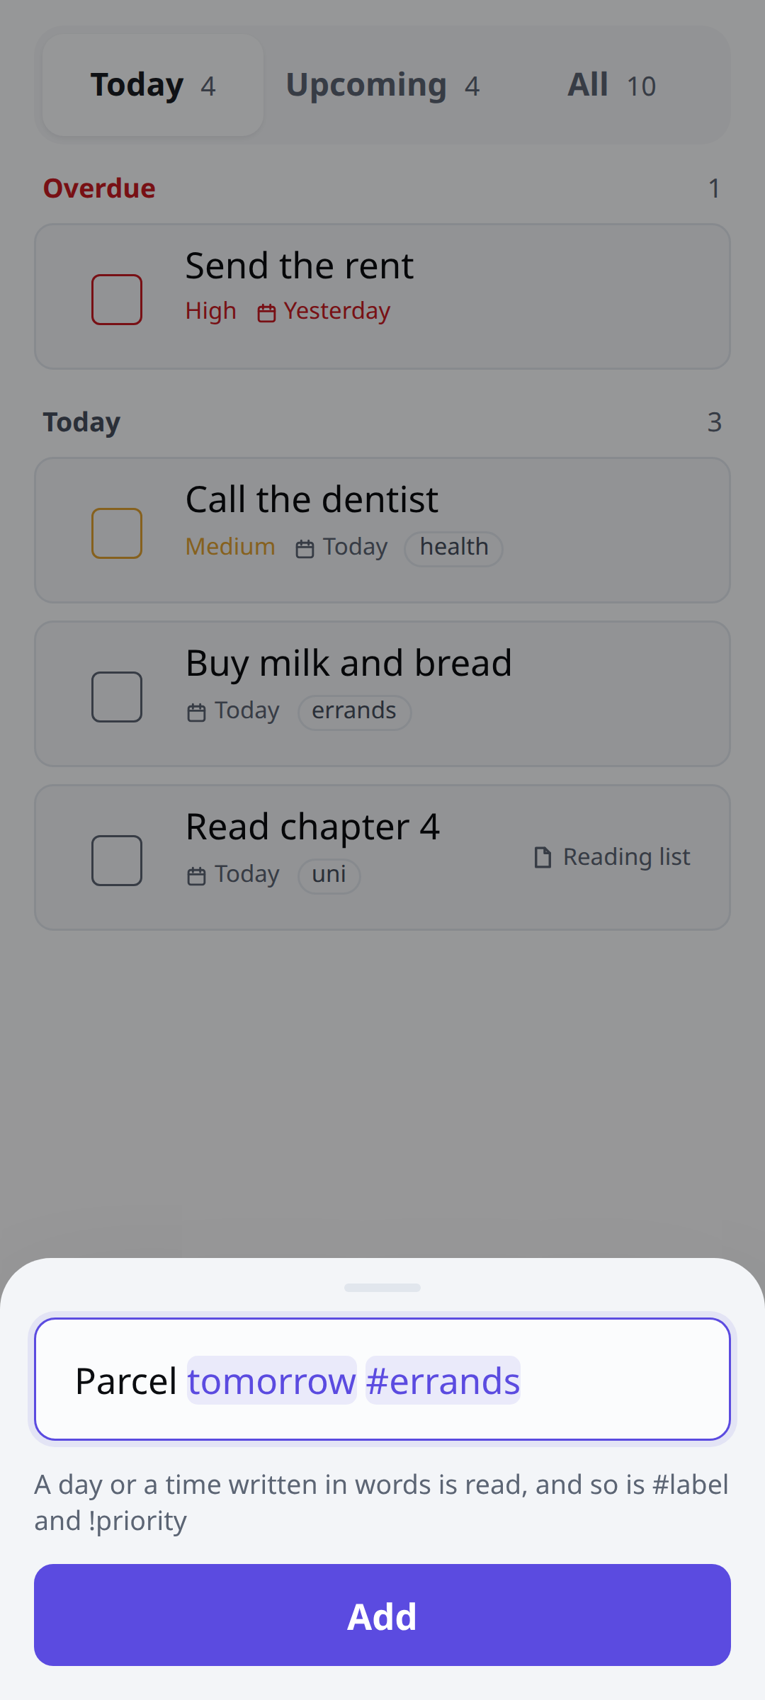 Today 4 Upcoming 4 All 10
Overdue 1
Send the rent
High Yesterday
Today 3
Call the dentist
Medium Today health
Buy milk and bread
Today errands
Read chapter 4
Today uni Reading list
Parcel tomorrow #errands
A day or a time written in words is read, and so is #label
and !priority
Add